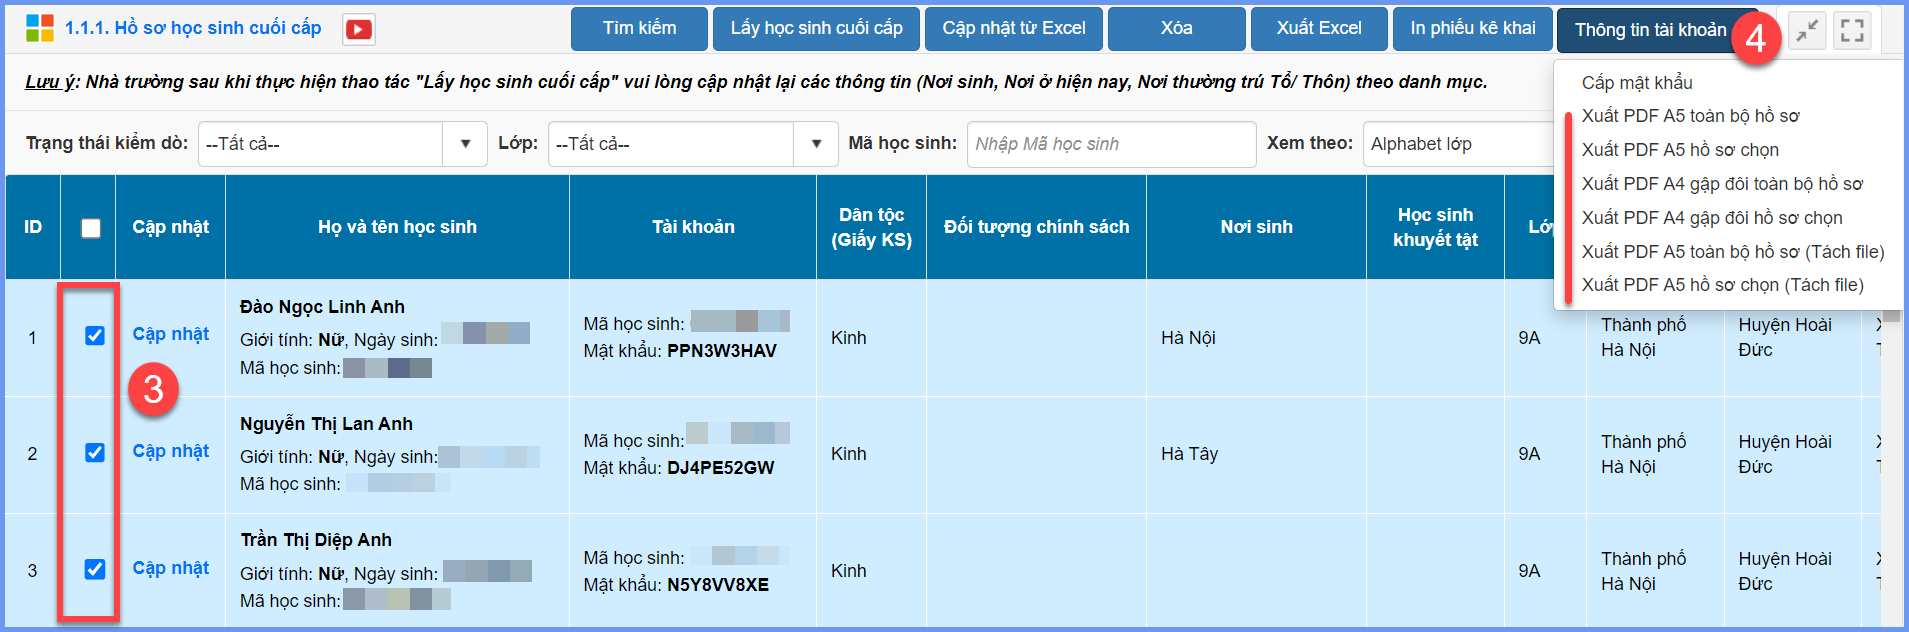 1.1.1. Hồ sơ học sinh cuối cấp
Tìm kiếm
Lấy học sinh cuối cấp
Cập nhật từ Excel
Xóa
Xuất Excel
In phiếu kê khai
Thông tin tài khoản
4
Lưu ý: Nhà trường sau khi thực hiện thao tác "Lấy học sinh cuối cấp" vui lòng cập nhật lại các thông tin (Nơi sinh, Nơi ở hiện nay, Nơi thường trú Tổ/ Thôn) theo danh mục.
Cấp mật khẩu
Xuất PDF A5 toàn bộ hồ sơ
Xuất PDF A5 hồ sơ chọn
Xuất PDF A4 gập đôi toàn bộ hồ sơ
Xuất PDF A4 gập đôi hồ sơ chọn
Xuất PDF A5 toàn bộ hồ sơ (Tách file)
Xuất PDF A5 hồ sơ chọn (Tách file)
Trạng thái kiểm dò: --Tất cả-- Lớp: --Tất cả-- Mã học sinh: Nhập Mã học sinh Xem theo: Alphabet lớp
ID
Cập nhật
Họ và tên học sinh
Tài khoản
Dân tộc
(Giấy KS)
Đối tượng chính sách
Nơi sinh
Học sinh
khuyết tật
1
Cập nhật
Đào Ngọc Linh Anh
Giới tính: Nữ, Ngày sinh:
Mã học sinh:
Mã học sinh:
Mật khẩu: PPN3W3HAV
Kinh
Hà Nội
9A
Thành phố
Hà Nội
Huyện Hoài
Đức
3
2
Cập nhật
Nguyễn Thị Lan Anh
Giới tính: Nữ, Ngày sinh:
Mã học sinh:
Mã học sinh:
Mật khẩu: DJ4PE52GW
Kinh
Hà Tây
9A
Thành phố
Hà Nội
Huyện Hoài
Đức
3
Cập nhật
Trần Thị Diệp Anh
Giới tính: Nữ, Ngày sinh:
Mã học sinh:
Mã học sinh:
Mật khẩu: N5Y8VV8XE
Kinh
9A
Thành phố
Hà Nội
Huyện Hoài
Đức